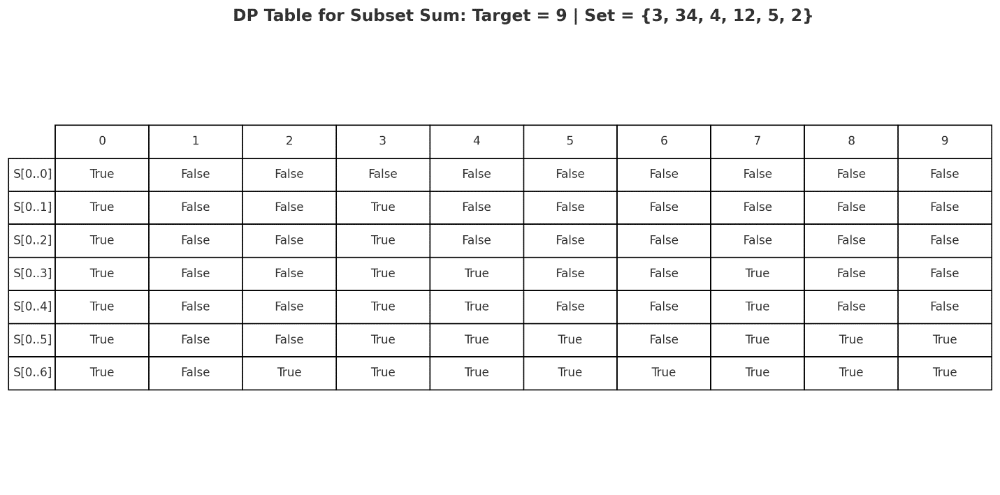 DP Table for Subset Sum: Target = 9 | Set = {3, 34, 4, 12, 5, 2}
0 1 2 3 4 5 6 7 8 9
S[0..0] True False False False False False False False False False
S[0..1] True False False True False False False False False False
S[0..2] True False False True False False False False False False
S[0..3] True False False True True False False True False False
S[0..4] True False False True True False False True False False
S[0..5] True False False True True True False True True True
S[0..6] True False True True True True True True True True